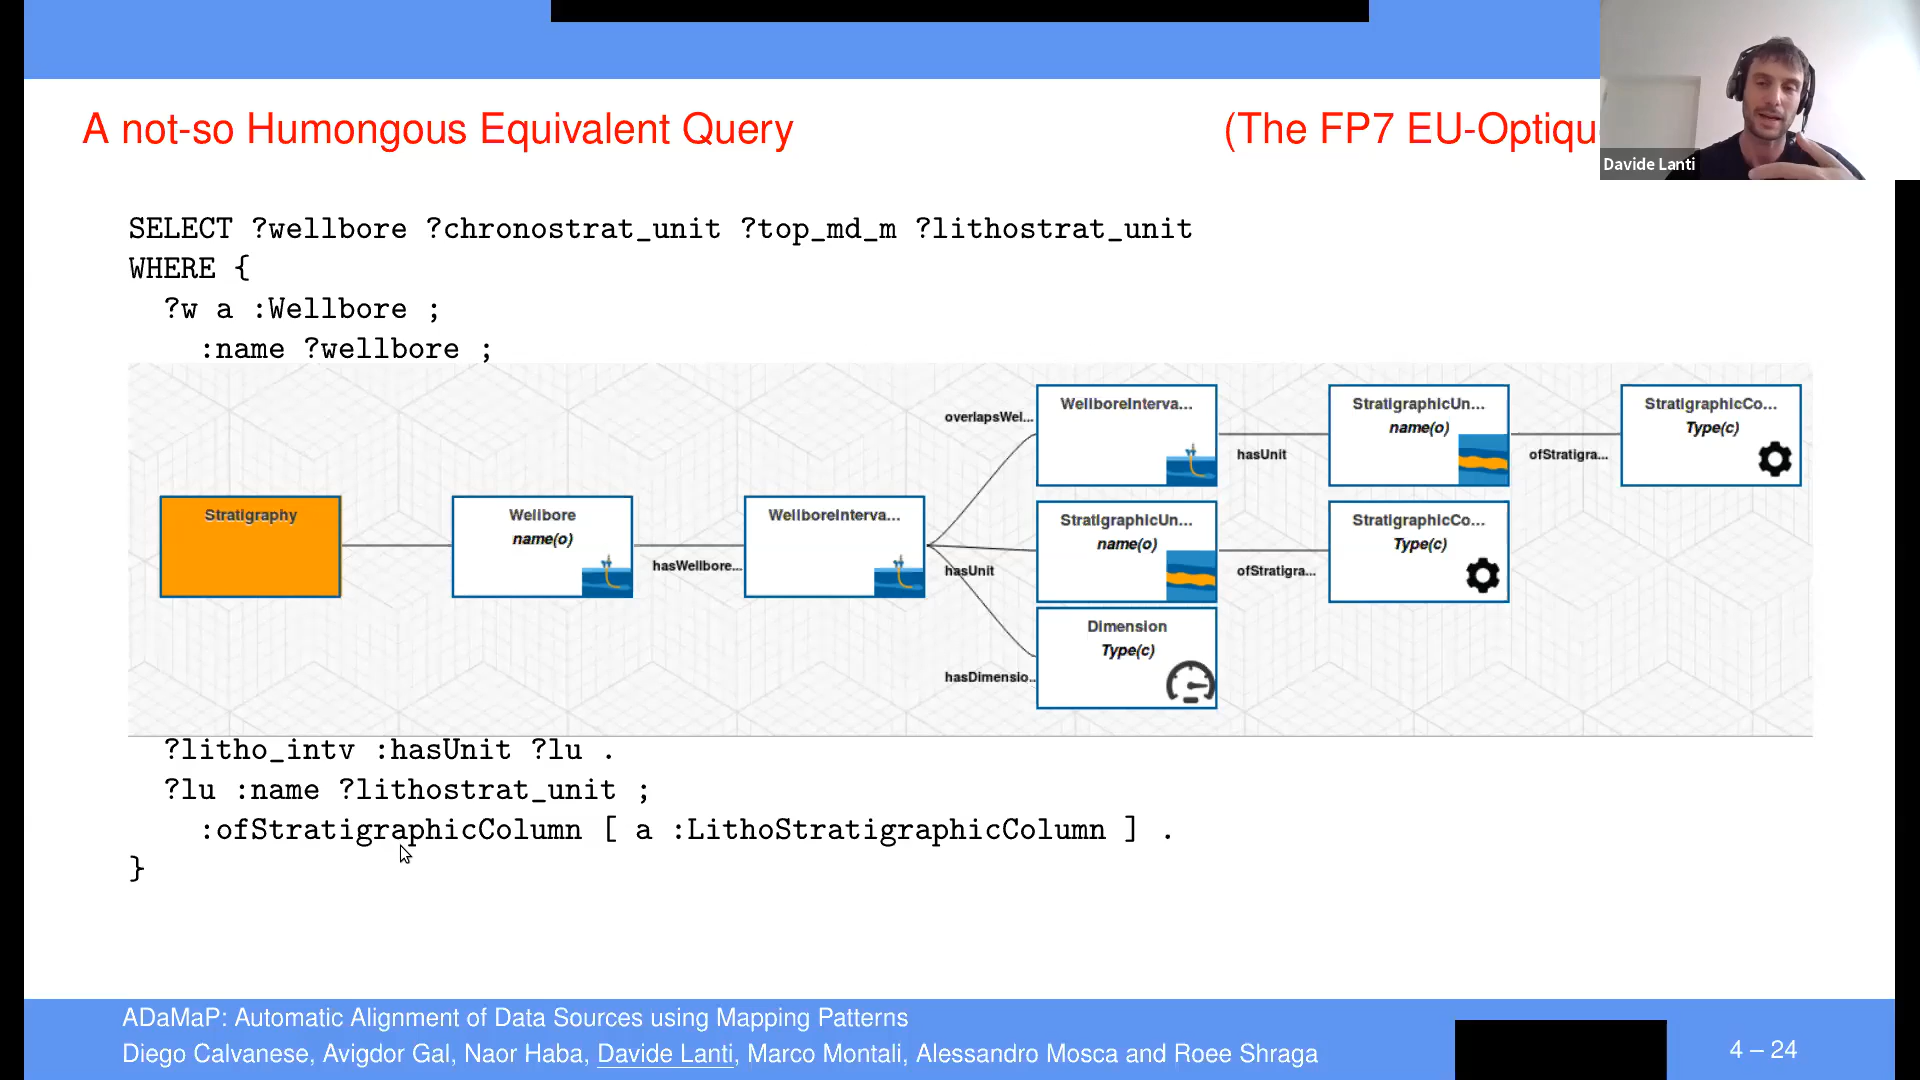 A not-so Humongous Equivalent Query
(The FP7 EU-Optiqu
Davide Lanti
SELECT ?wellbore ?chronostrat_unit ?top_md_m ?lithostrat_unit
WHERE {
?w a :Wellbore ;
:name ?wellbore ;
overlapsWel...
WellboreInterva...
hasUnit
StratigraphicUn...
name(o)
ofStratigra...
StratigraphicCo...
Type(c)
Stratigraphy
Wellbore
name(o)
hasWellbore...
WellboreInterva...
hasUnit
StratigraphicUn...
name(o)
ofStratigra...
StratigraphicCo...
Type(c)
hasDimensio..
Dimension
Type(c)
?litho_intv :hasUnit ?lu .
?lu :name ?lithostrat_unit ;
:ofStratigraphicColumn [ a :LithoStratigraphicColumn ] .
}
ADaMaP: Automatic Alignment of Data Sources using Mapping Patterns
Diego Calvanese, Avigdor Gal, Naor Haba, Davide Lanti, Marco Montali, Alessandro Mosca and Roee Shraga
4 – 24